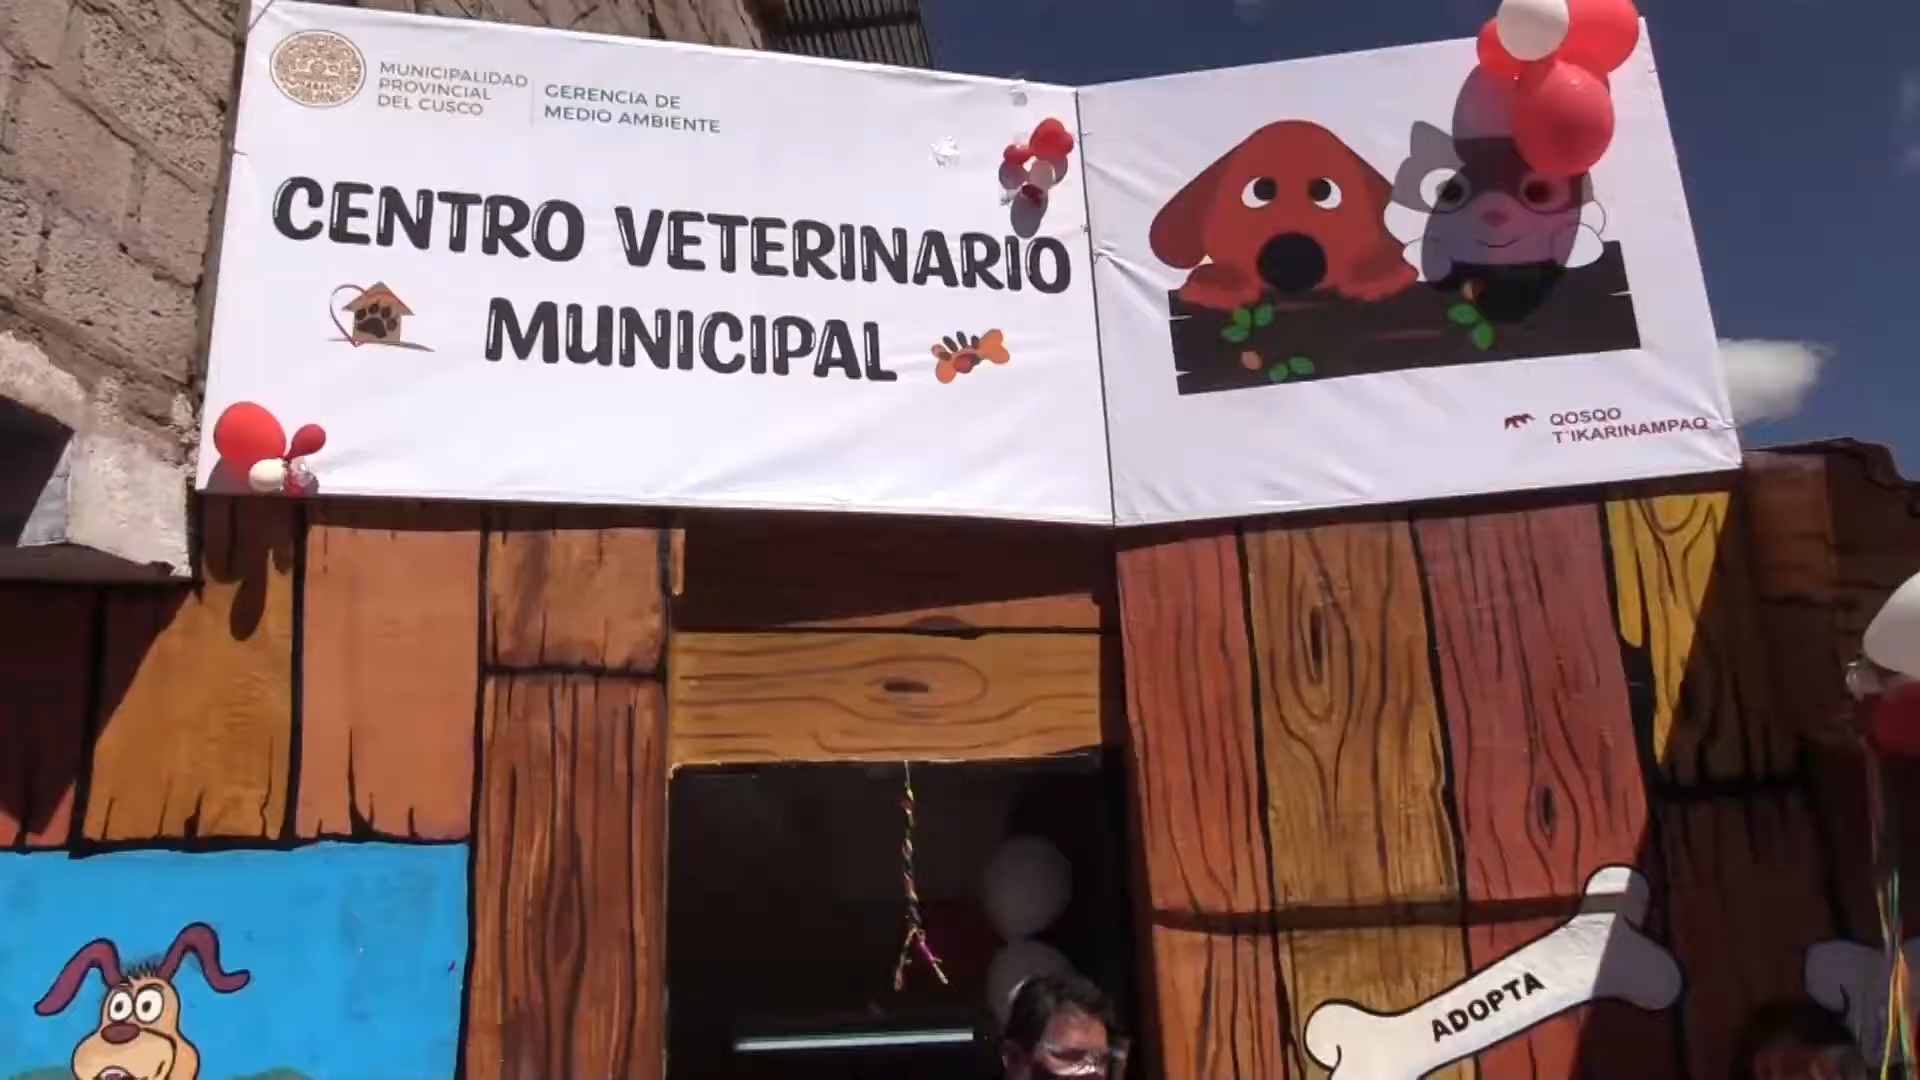 MUNICIPALIDAD
PROVINCIAL
DEL CUSCO
GERENCIA DE
MEDIO AMBIENTE
CENTRO VETERINARIO
MUNICIPAL
QOSQO
T'IKARINAMPAQ
ADOPTA